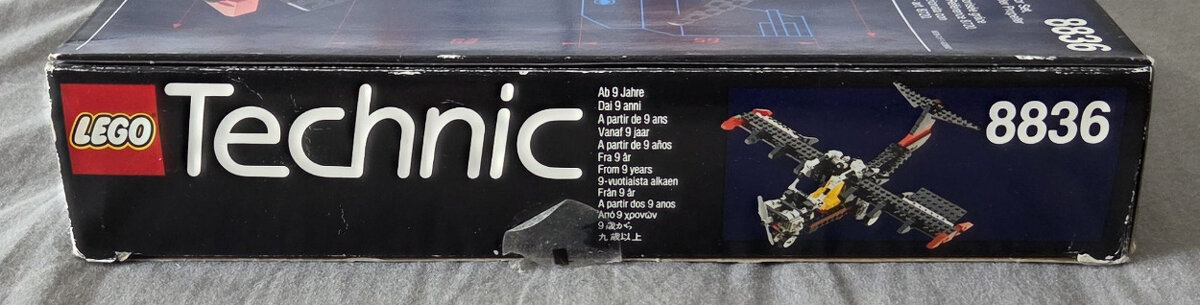 62
59
8836
LEGO
Technic
Ab 9 Jahre
Dai 9 anni
A partir de 9 ans
Vanaf 9 jaar
A partir de 9 años
Fra 9 år
From 9 years
9-vuotiaista alkaen
Från 9 år
A partir dos 9 anos
Από 9 χρονών
9歳から
九歲以上
8836